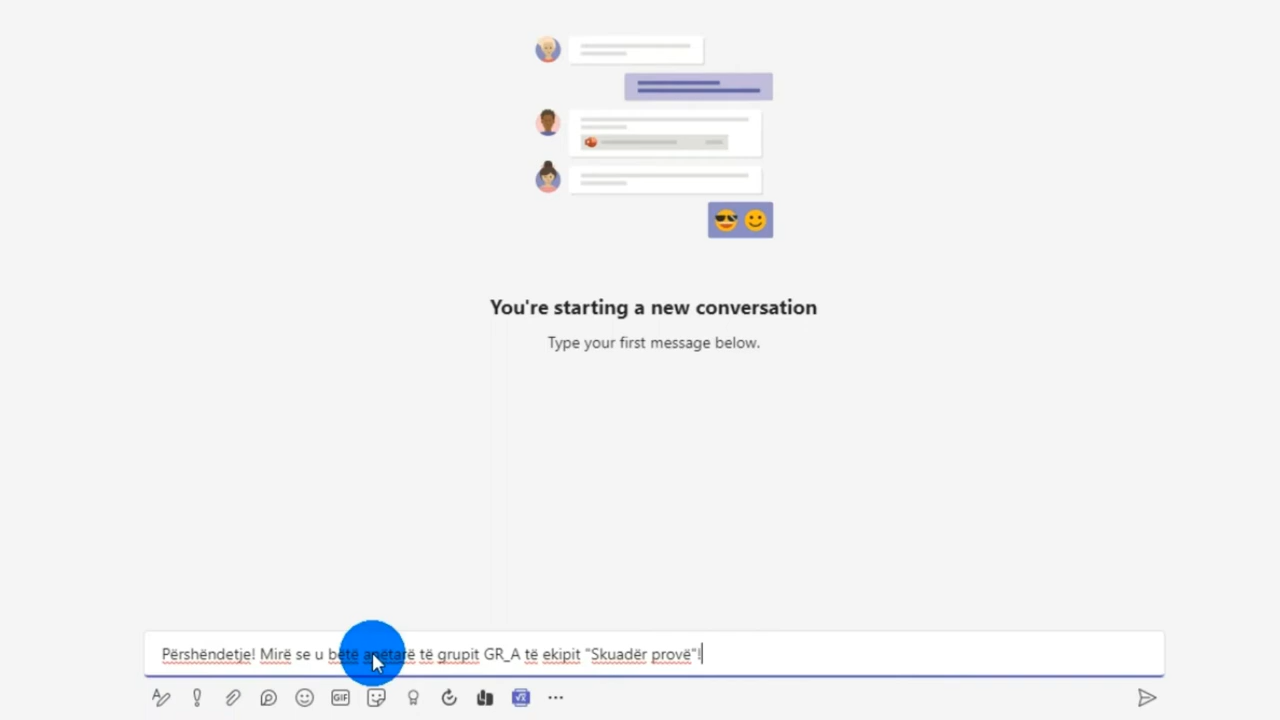 You're starting a new conversation
Type your first message below.
Përshëndetje! Mirë se u bëtë anëtarë të grupit GR_A të ekipit "Skuadër provë"!
GIF